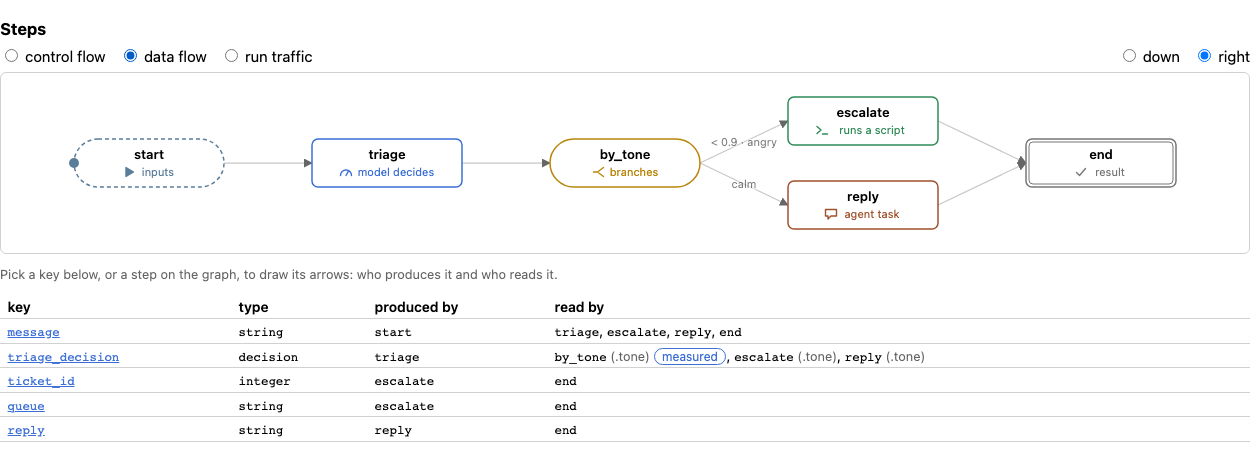 Steps
control flow data flow run traffic down right
start
inputs
triage
model decides
by_tone
branches
< 0.9 · angry
calm
escalate
runs a script
reply
agent task
end
result
Pick a key below, or a step on the graph, to draw its arrows: who produces it and who reads it.
key type produced by read by
message string start triage, escalate, reply, end
triage_decision decision triage by_tone (.tone) measured, escalate (.tone), reply (.tone)
ticket_id integer escalate end
queue string escalate end
reply string reply end